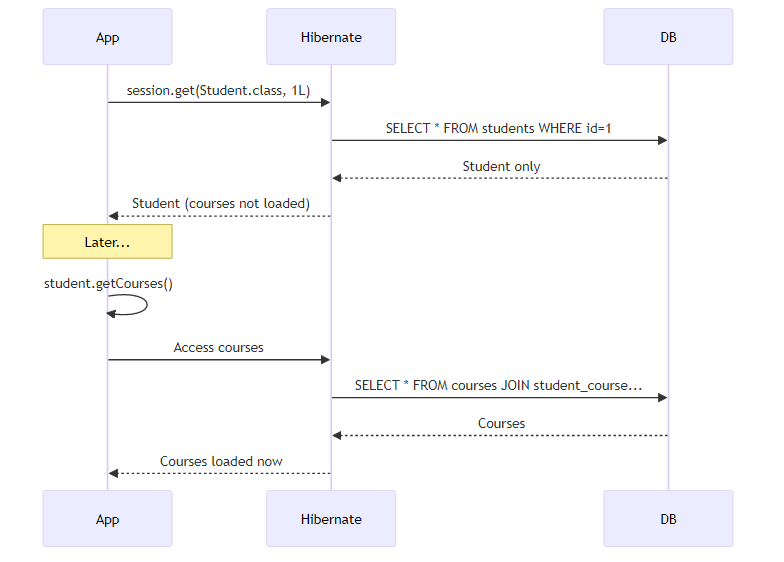 App
Hibernate
DB
session.get(Student.class, 1L)
SELECT * FROM students WHERE id=1
Student only
Student (courses not loaded)
Later...
student.getCourses()
Access courses
SELECT * FROM courses JOIN student_course...
Courses
Courses loaded now
App
Hibernate
DB